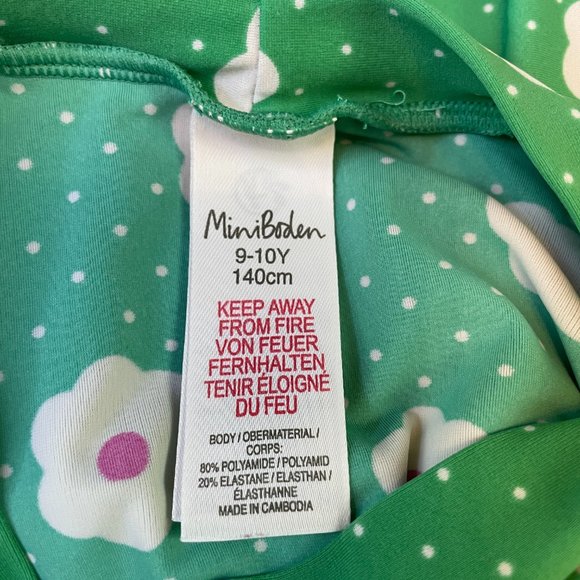 MiniBoden
9-10Y
140cm
KEEP AWAY
FROM FIRE
VON FEUER
FERNHALTEN
TENIR ÉLOIGNÉ
DU FEU
BODY / OBERMATERIAL /
CORPS:
80% POLYAMIDE / POLYAMID
20% ELASTANE / ELASTHAN /
ÉLASTHANNE
MADE IN CAMBODIA